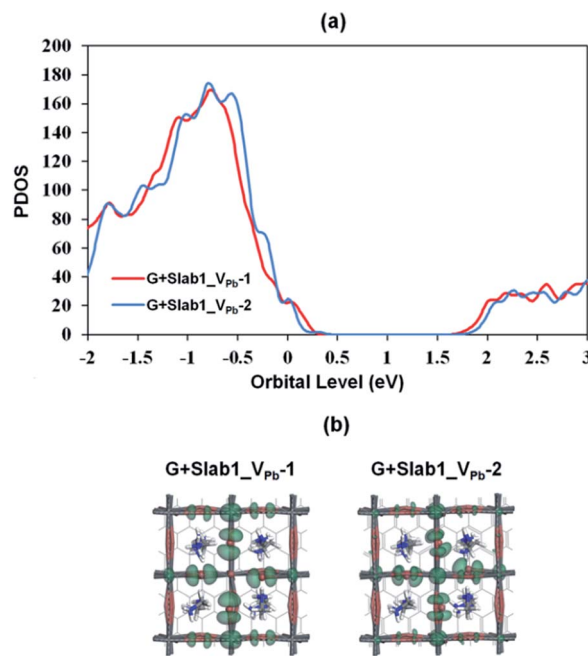 (a)
200
180
160
140
120
100
80
60
40
20
0
PDOS
G+Slab1_VPb-1
G+Slab1_VPb-2
-2 -1.5 -1 -0.5 0 0.5 1 1.5 2 2.5 3
Orbital Level (eV)
(b)
G+Slab1_VPb-1 G+Slab1_VPb-2